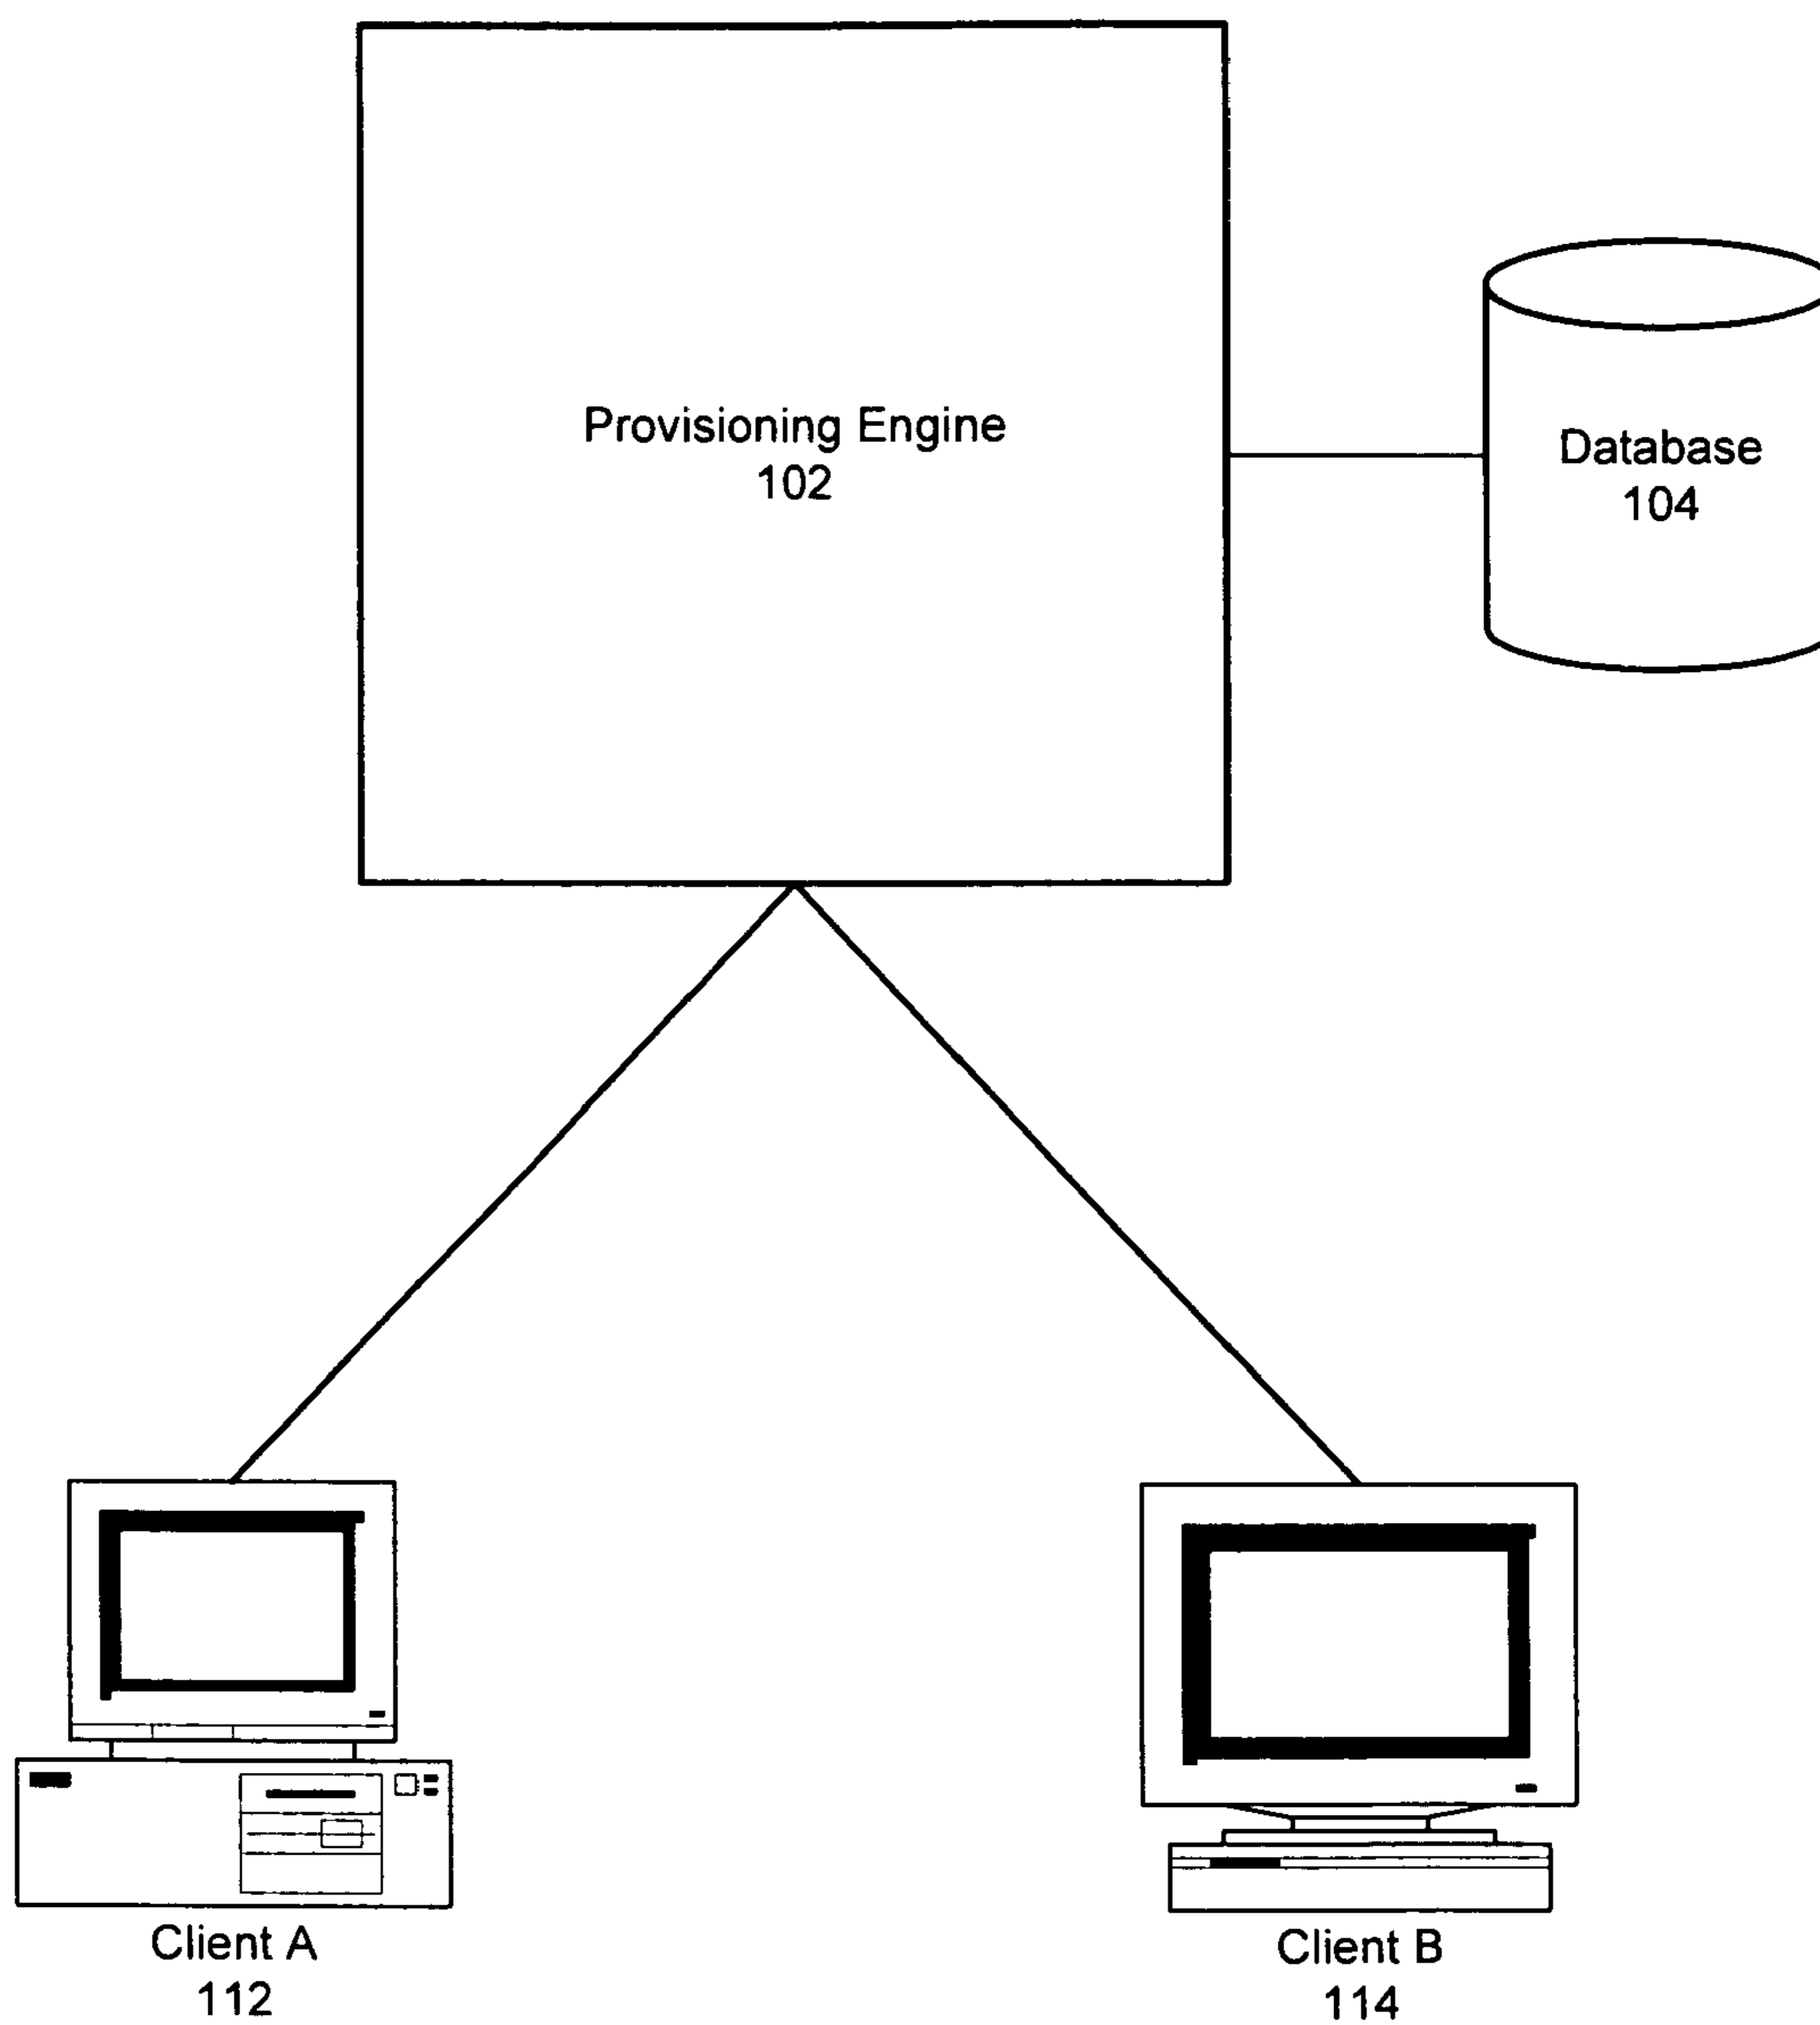 Provisioning Engine
102
Database
104
Client A
112
Client B
114